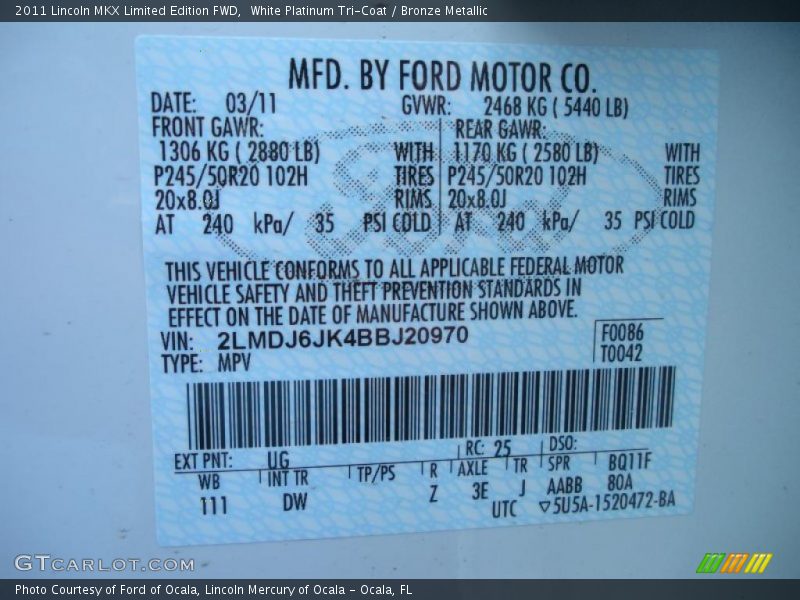 2011 Lincoln MKX Limited Edition FWD,  White Platinum Tri-Coat / Bronze Metallic
MFD. BY FORD MOTOR CO.
DATE: 03/11 GVWR: 2468 KG ( 5440 LB)
FRONT GAWR: REAR GAWR:
1306 KG ( 2880 LB) WITH 1170 KG ( 2580 LB) WITH
P245/50R20 102H TIRES P245/50R20 102H TIRES
20x8.0J RIMS 20x8.0J RIMS
AT 240 kPa/ 35 PSI COLD AT 240 kPa/ 35 PSI COLD
THIS VEHICLE CONFORMS TO ALL APPLICABLE FEDERAL MOTOR
VEHICLE SAFETY AND THEFT PREVENTION STANDARDS IN
EFFECT ON THE DATE OF MANUFACTURE SHOWN ABOVE.
VIN: 2LMDJ6JK4BBJ20970 F0086
TYPE: MPV T0042
EXT PNT: UG RC: 25 DSO:
WB INT TR TP/PS R AXLE TR SPR BQ11F
111 DW Z 3E J AABB 80A
UTC ▽5U5A-1520472-BA
GTCARLOT.COM
Photo Courtesy of Ford of Ocala, Lincoln Mercury of Ocala - Ocala, FL